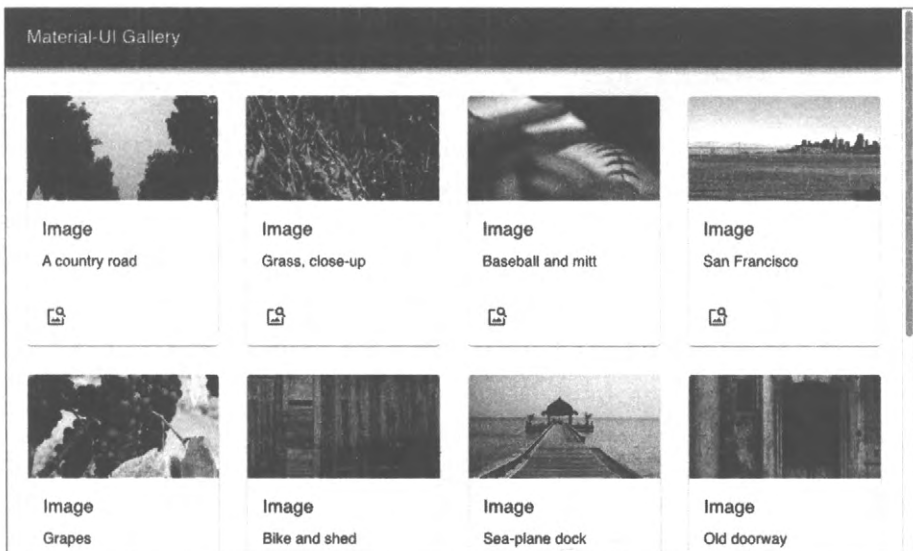 Material-UI Gallery
Image
A country road
Image
Grass, close-up
Image
Baseball and mitt
Image
San Francisco
Image
Grapes
Image
Bike and shed
Image
Sea-plane dock
Image
Old doorway